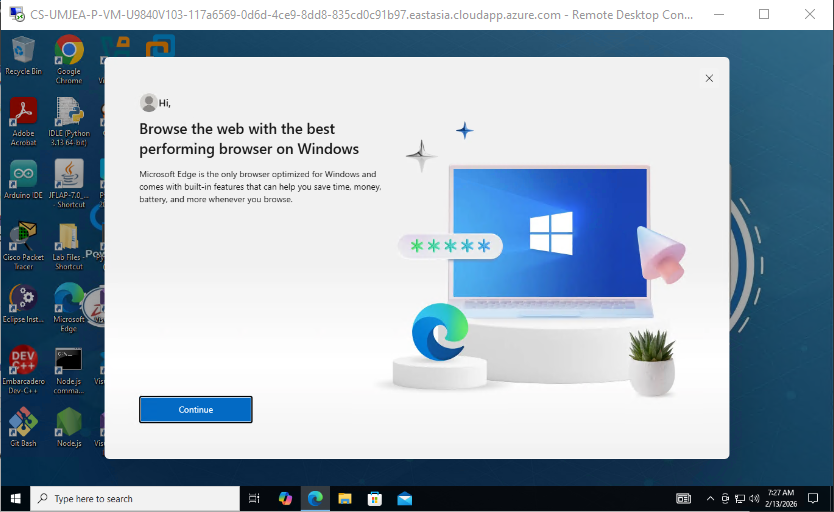 CS-UMJEA-P-VM-U9840V103-117a6569-0d6d-4ce9-8dd8-835cd0c91b97.eastasia.cloudapp.azure.com - Remote Desktop Con...
Recycle Bin
Google
Chrome
Hi,
Browse the web with the best
performing browser on Windows
Microsoft Edge is the only browser optimized for Windows and
comes with built-in features that can help you save time, money,
battery, and more whenever you browse.
Adobe
Acrobat
IDLE (Python
3.13 64-bit)
Arduino IDE
JFLAP-7.0_...
- Shortcut
Cisco Packet
Tracer
Lab Files -
Shortcut
Eclipse Inst...
Microsoft
Edge
DEV
C++
Embarcadero
Dev-C++
Node.js
comma...
Git Bash
Node.js
Continue
Type here to search
7:27 AM
2/13/2026